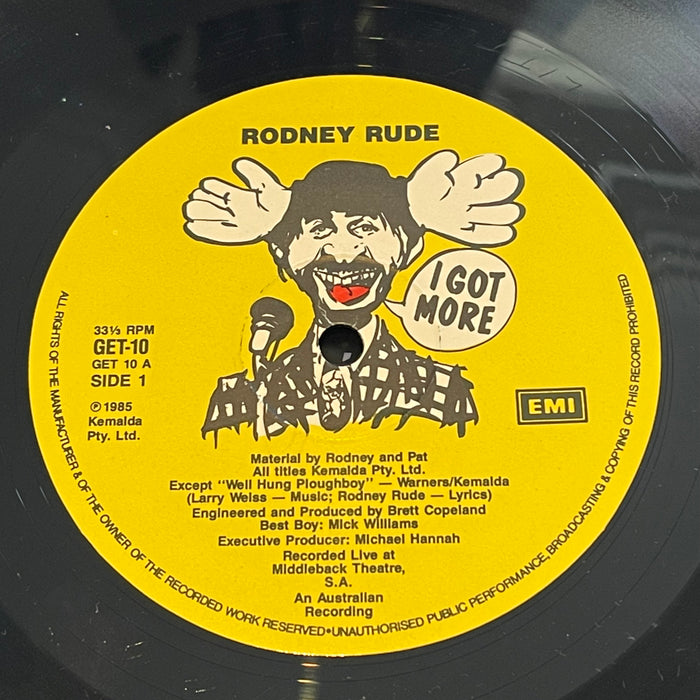 RODNEY RUDE
I GOT
MORE
33⅓ RPM
GET-10
GET 10 A
SIDE 1
℗ 1985
Kemalda
Pty. Ltd.
EMI
Material by Rodney and Pat
All titles Kemalda Pty. Ltd.
Except "Well Hung Ploughboy" — Warners/Kemalda
(Larry Weiss — Music; Rodney Rude — Lyrics)
Engineered and Produced by Brett Copeland
Best Boy: Mick Williams
Executive Producer: Michael Hannah
Recorded Live at
Middleback Theatre,
S.A.
An Australian
Recording
ALL RIGHTS OF THE MANUFACTURER & OF THE OWNER OF THE RECORDED WORK RESERVED•UNAUTHORISED PUBLIC PERFORMANCE, BROADCASTING & COPYING OF THIS RECORD PROHIBITED